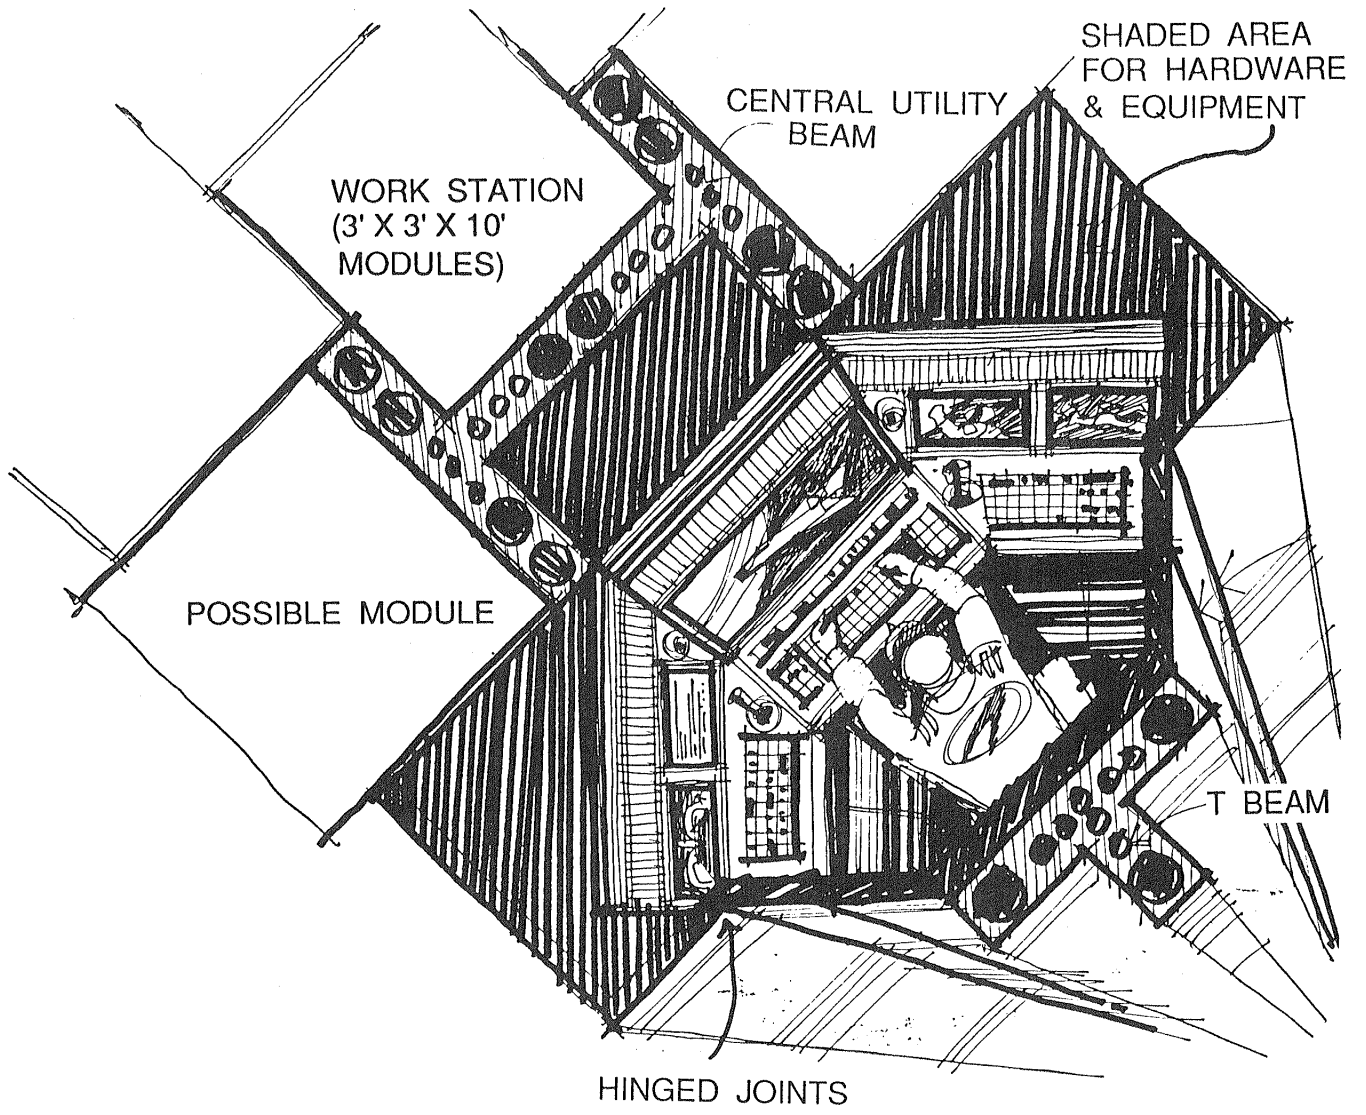 SHADED AREA
FOR HARDWARE
& EQUIPMENT
CENTRAL UTILITY
BEAM
WORK STATION
(3' X 3' X 10'
MODULES)
POSSIBLE MODULE
T BEAM
HINGED JOINTS